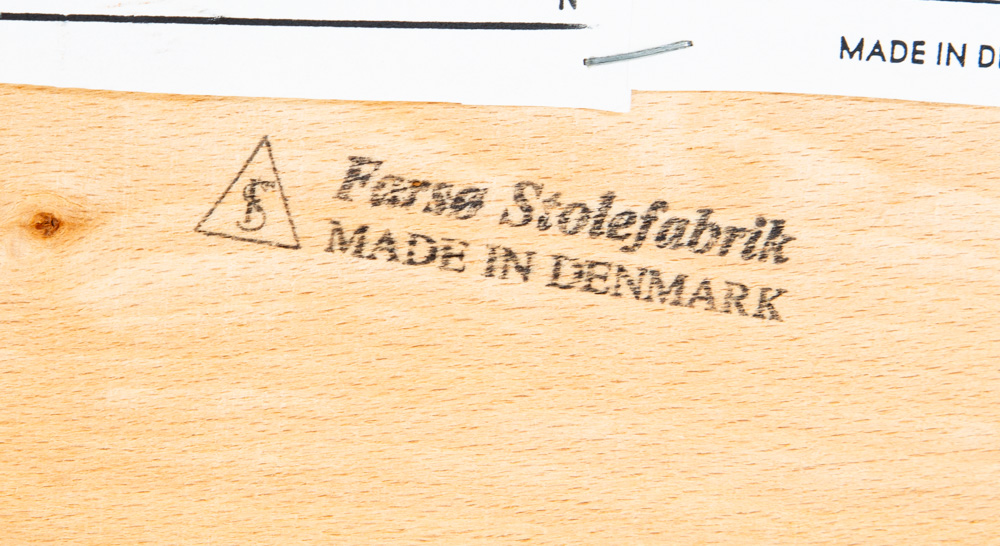 MADE IN
Farsø Stolefabrik
MADE IN DENMARK